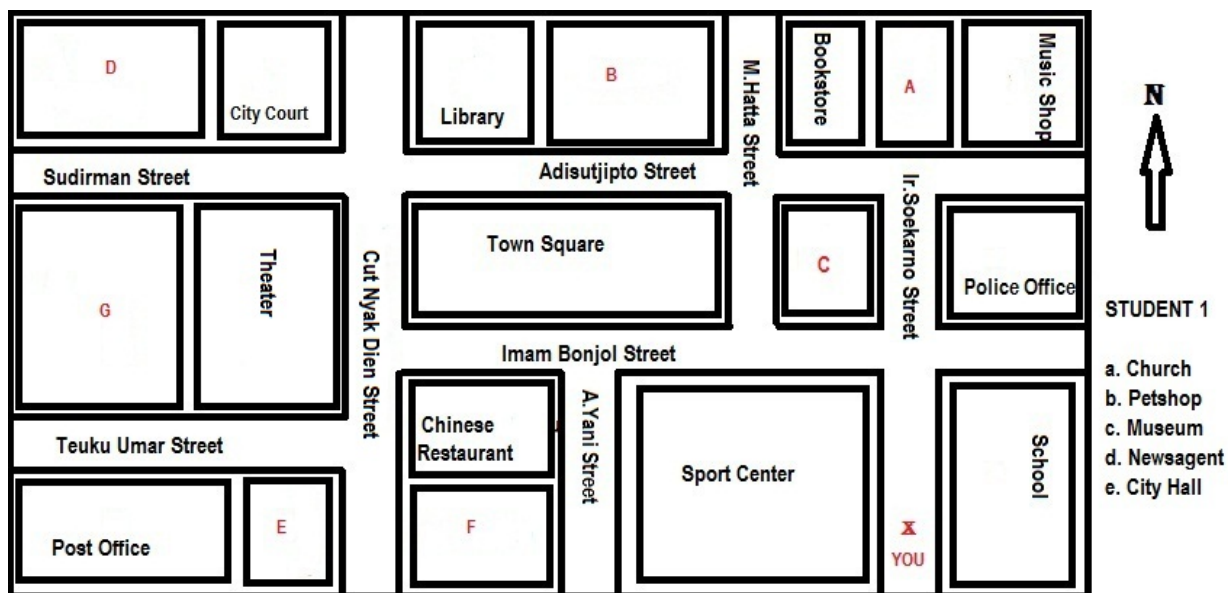 D
City Court
Library
B
M.Hatta Street
Bookstore
A
Music Shop
N
Sudirman Street
Adisutjipto Street
G
Theater
Cut Nyak Dien Street
Town Square
C
Ir.Soekarno Street
Police Office
Imam Bonjol Street
Teuku Umar Street
Chinese
Restaurant
A.Yani Street
Sport Center
School
Post Office
E
F
X
YOU
STUDENT 1
a. Church
b. Petshop
c. Museum
d. Newsagent
e. City Hall